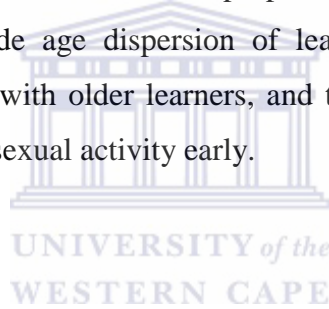 de age dispersion of lea
with older learners, and t
sexual activity early.
UNIVERSITY of the
WESTERN CAPE